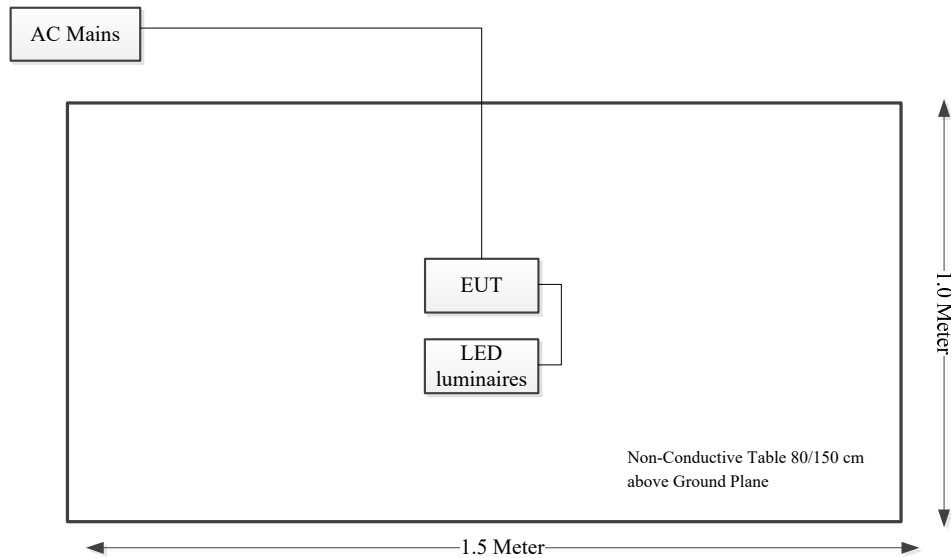 AC Mains
EUT
LED
luminaires
1.0 Meter
Non-Conductive Table 80/150 cm
above Ground Plane
1.5 Meter